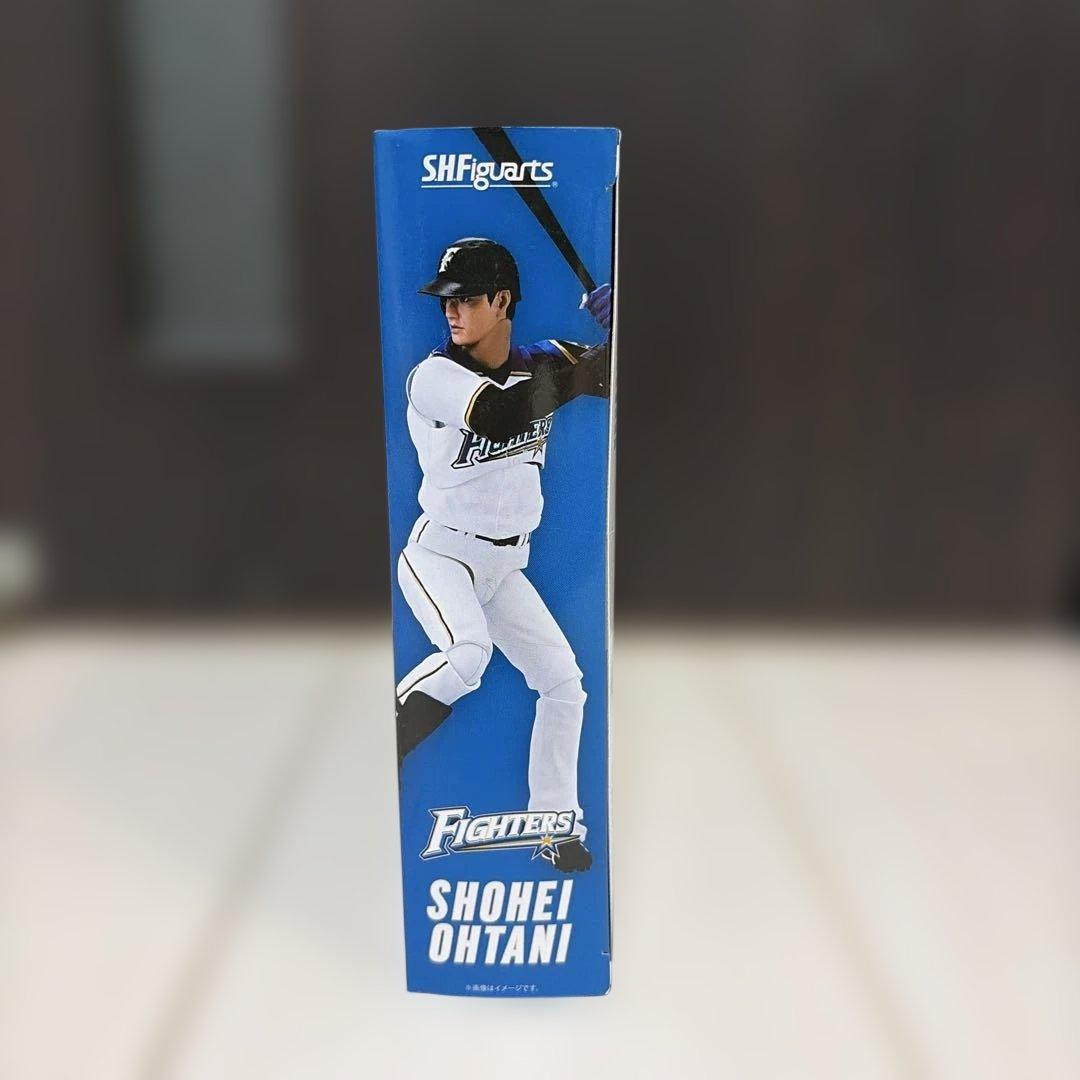 S.H.Figuarts®
F
FIGHTERS
FIGHTERS
SHOHEI
OHTANI
※画像はイメージです。